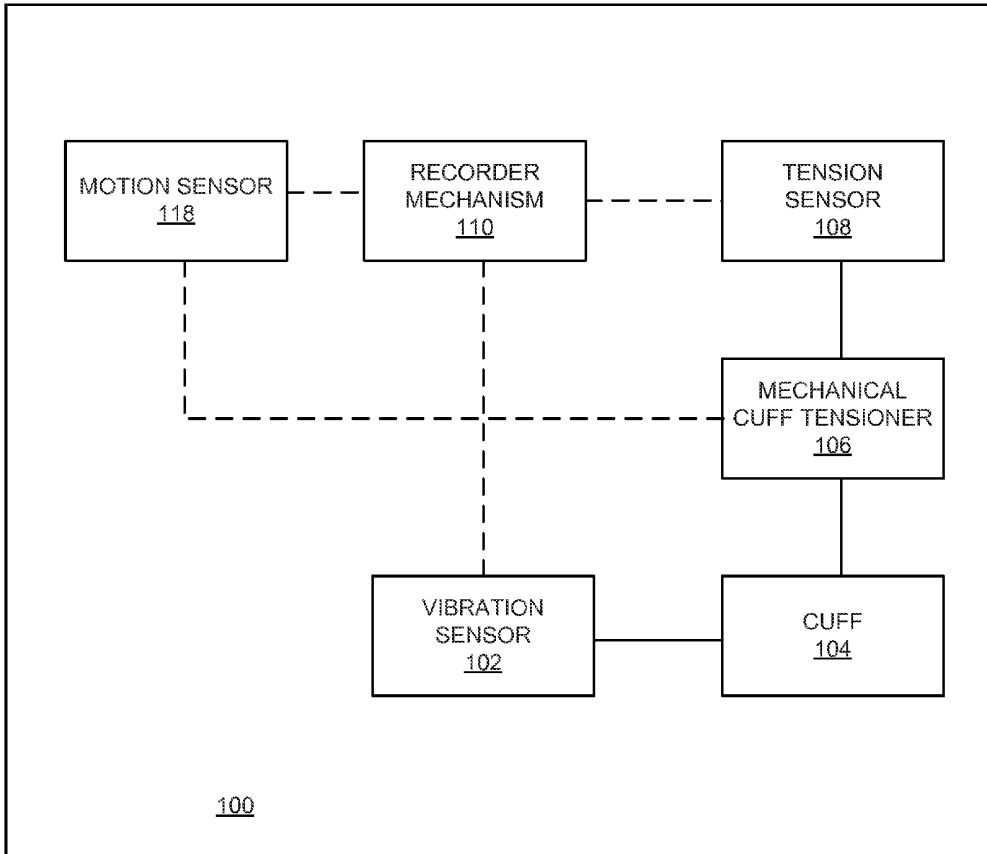 MOTION SENSOR
118
RECORDER
MECHANISM
110
TENSION
SENSOR
108
MECHANICAL
CUFF TENSIONER
106
VIBRATION
SENSOR
102
CUFF
104
100